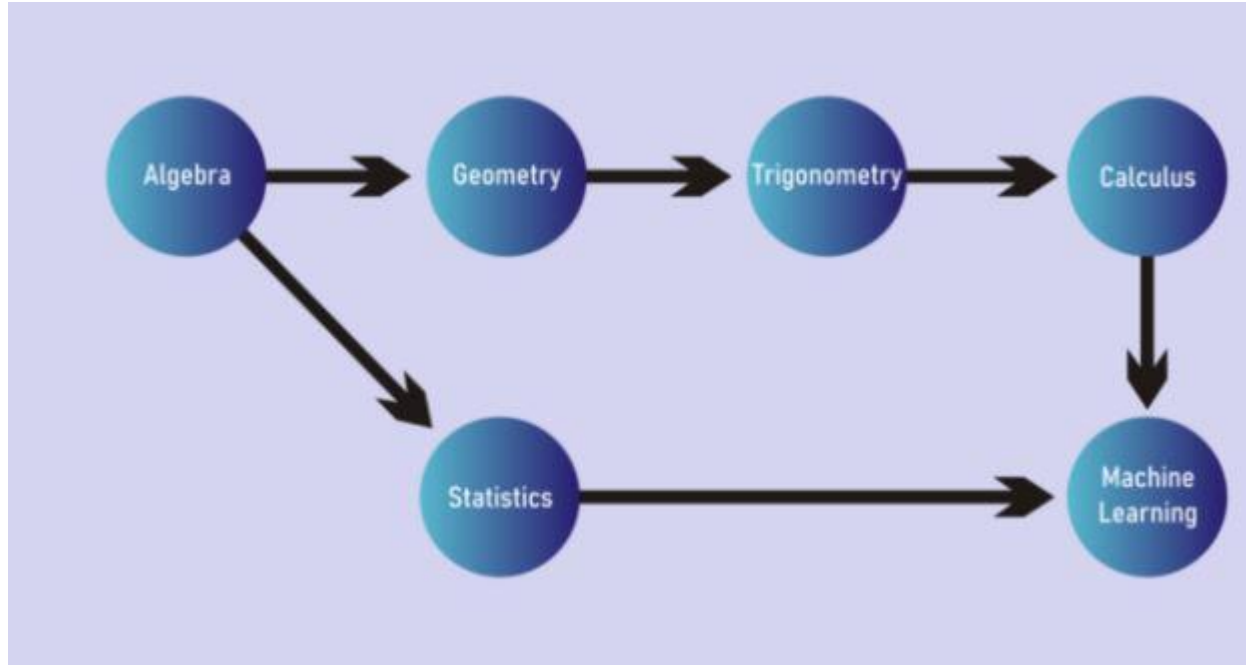 Algebra
Geometry
Trigonometry
Calculus
Statistics
Machine
Learning